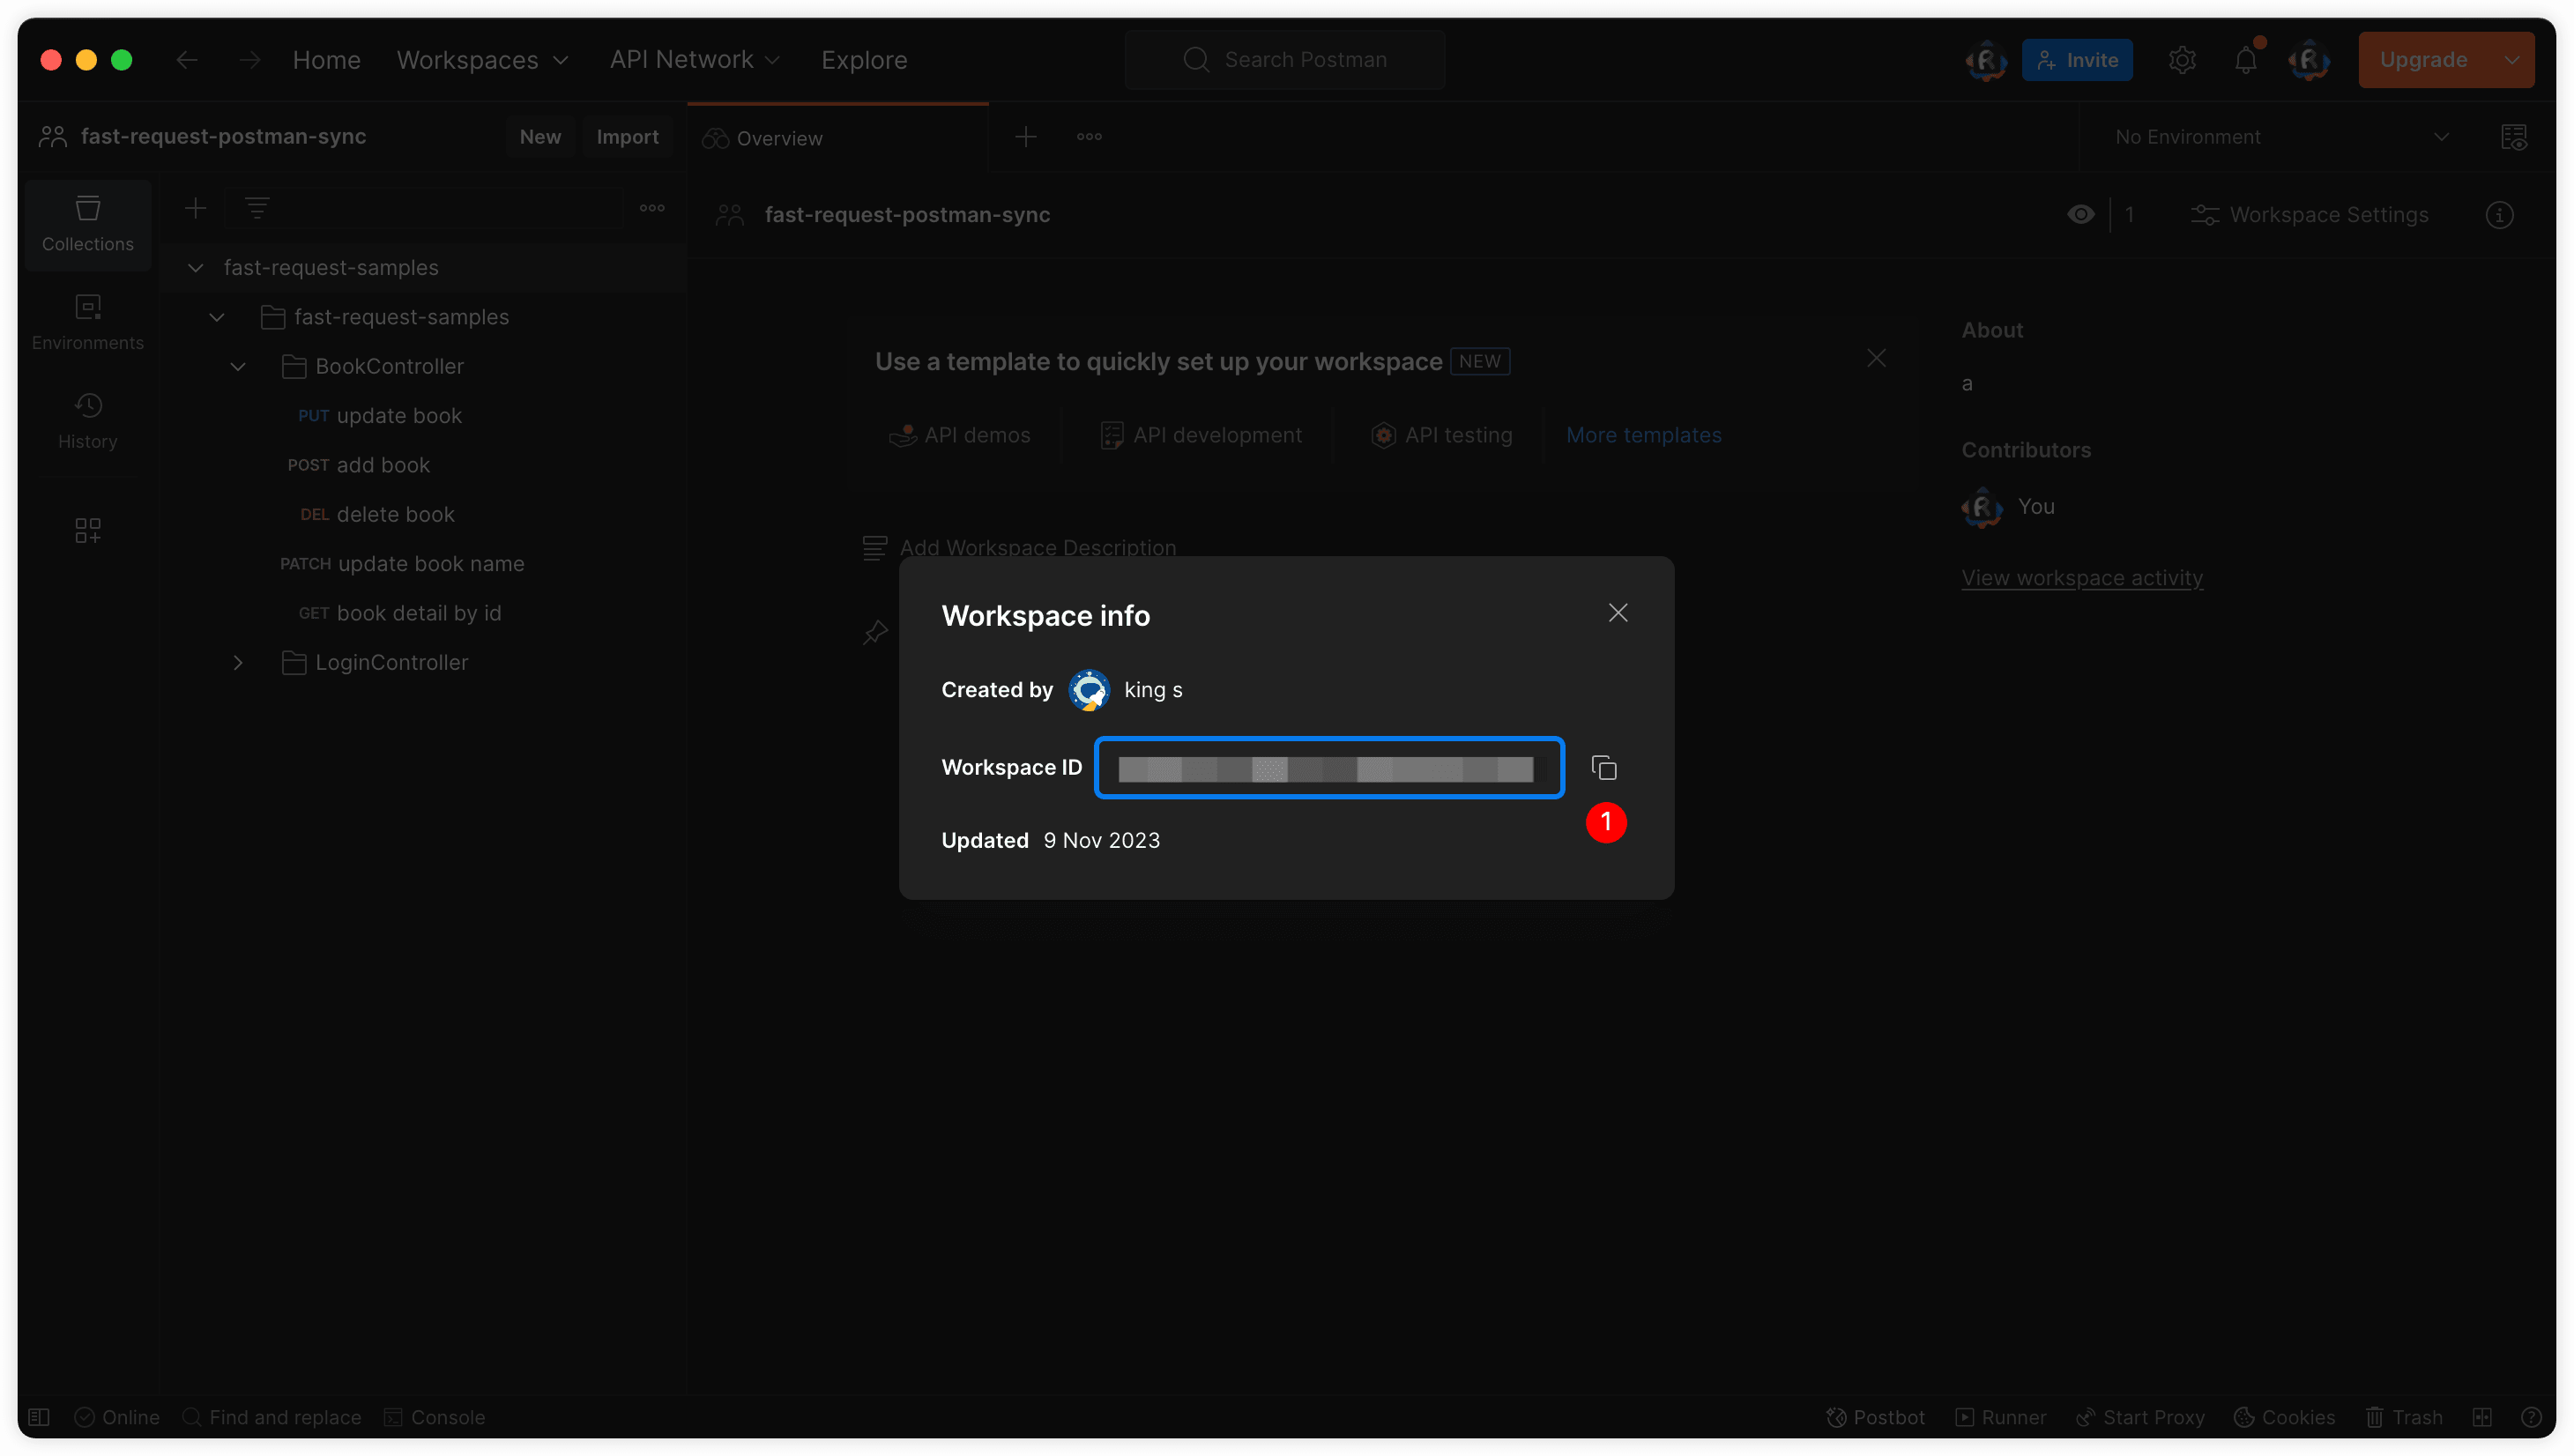 Home Workspaces API Network Explore Search Postman Invite Upgrade
fast-request-postman-sync New Import Overview No Environment
Collections
Environments
History
fast-request-samples
fast-request-samples
BookController
PUT update book
POST add book
DEL delete book
PATCH update book name
GET book detail by id
LoginController
fast-request-postman-sync 1 Workspace Settings
Use a template to quickly set up your workspace NEW
API demos API development API testing More templates
Add Workspace Description
About
a
Contributors
You
View workspace activity
Workspace info
Created by king s
Workspace ID
1
Updated 9 Nov 2023
Online Find and replace Console Postbot Runner Start Proxy Cookies Trash